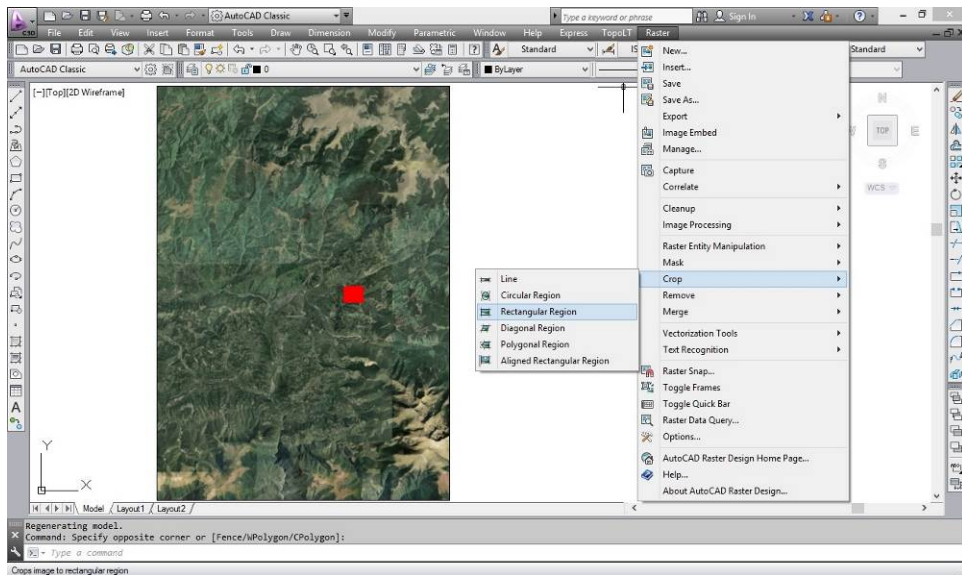 AutoCAD Classic
Type a keyword or phrase
Sign In
C3D File Edit View Insert Format Tools Draw Dimension Modify Parametric Window Help Express TopoLT Raster
Standard
IS
Standard
AutoCAD Classic
0
ByLayer
[−][Top][2D Wireframe]
New...
Insert...
Save
Save As...
Export
Image Embed
Manage...
Capture
Correlate
Cleanup
Image Processing
Raster Entity Manipulation
Mask
Crop
Remove
Merge
Vectorization Tools
Text Recognition
Raster Snap...
Toggle Frames
Toggle Quick Bar
Raster Data Query...
Options...
AutoCAD Raster Design Home Page...
Help...
About AutoCAD Raster Design...
Line
Circular Region
Rectangular Region
Diagonal Region
Polygonal Region
Aligned Rectangular Region
N
TOP
E
S
WCS
Y
X
Model Layout1 Layout2
Regenerating model.
Command: Specify opposite corner or [Fence/WPolygon/CPolygon]:
Type a command
Crops image to rectangular region